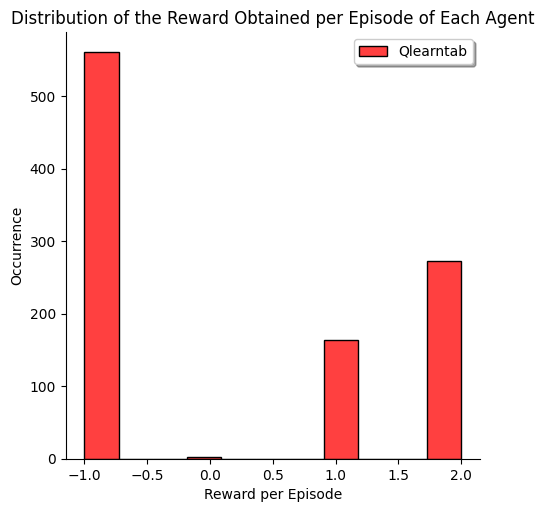 Distribution of the Reward Obtained per Episode of Each Agent
Qlearntab
500
400
300
200
100
0
Occurrence
−1.0 −0.5 0.0 0.5 1.0 1.5 2.0
Reward per Episode